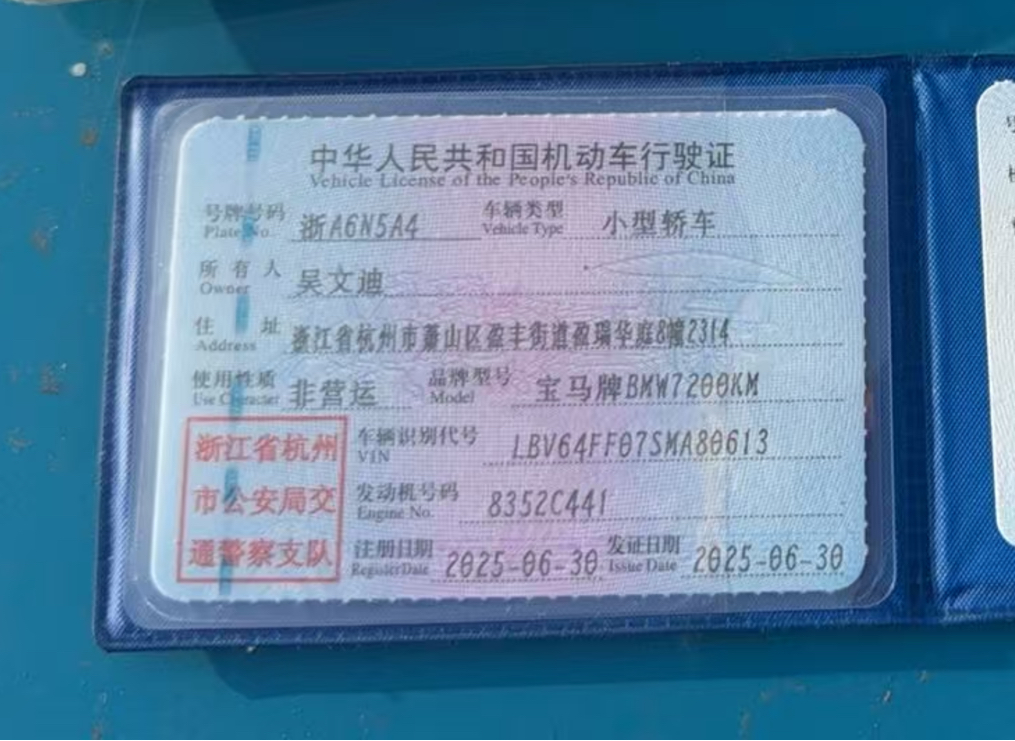 中华人民共和国机动车行驶证
Vehicle License of the People's Republic of China
号牌号码 浙A6N5A4 车辆类型 小型轿车
Plate No. Vehicle Type
所有人 吴文迪
Owner
住址 浙江省杭州市萧山区盈丰街道盈瑞华庭8幢2314
Address
使用性质 非营运 品牌型号 宝马牌BMW7200KM
Use Character Model
浙江省杭州 车辆识别代号 LBV64FF07SMA80613
VIN
市公安局交 发动机号码 8352C441
Engine No.
通警察支队 注册日期 2025-06-30 发证日期 2025-06-30
Register Date Issue Date